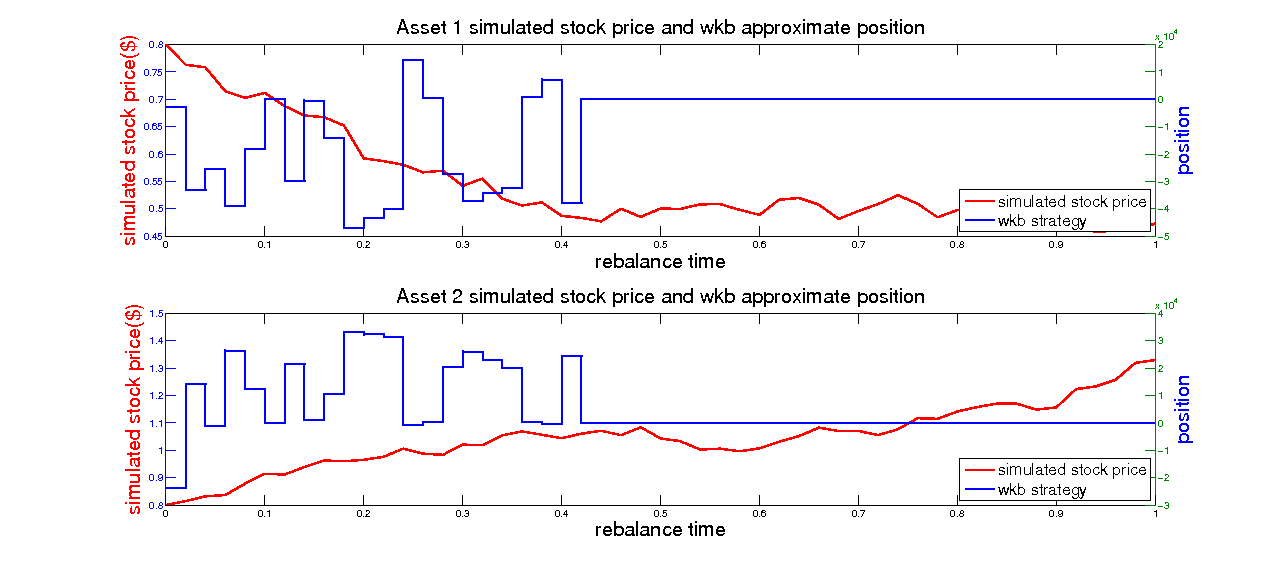 Asset 1 simulated stock price and wkb approximate position
x 10^4
simulated stock price($)
0.8
0.75
0.7
0.65
0.6
0.55
0.5
0.45
2
1
0
-1
-2
-3
-4
-5
position
simulated stock price
wkb strategy
0 0.1 0.2 0.3 0.4 0.5 0.6 0.7 0.8 0.9 1
rebalance time
Asset 2 simulated stock price and wkb approximate position
x 10^4
simulated stock price($)
1.5
1.4
1.3
1.2
1.1
1
0.9
0.8
4
3
2
1
0
-1
-2
-3
position
simulated stock price
wkb strategy
0 0.1 0.2 0.3 0.4 0.5 0.6 0.7 0.8 0.9 1
rebalance time